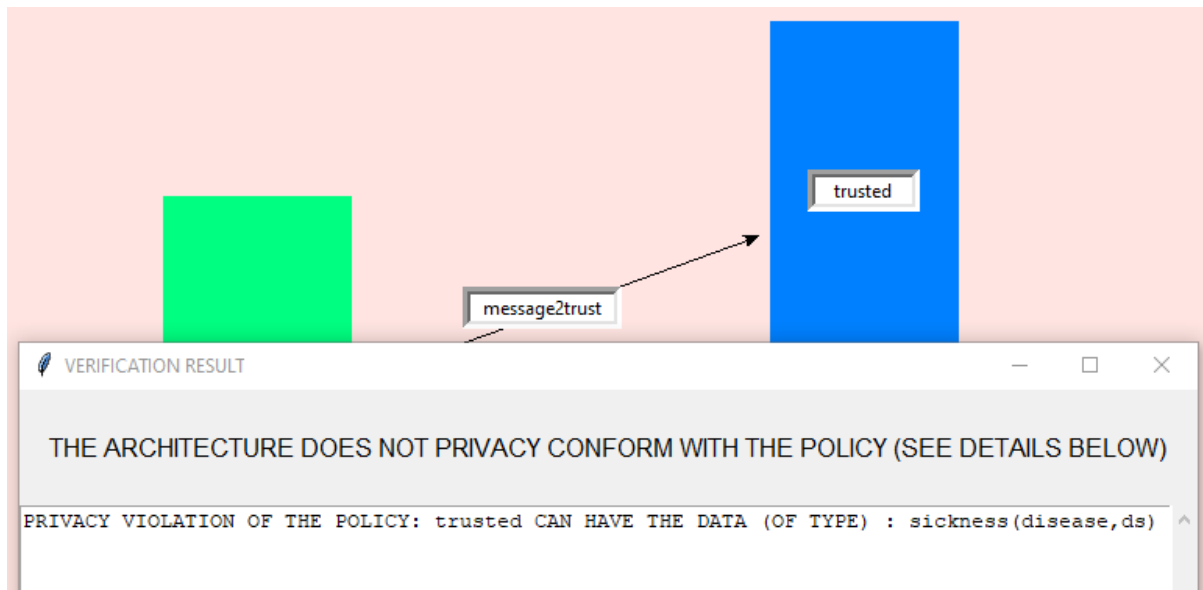 trusted
message2trust
VERIFICATION RESULT
THE ARCHITECTURE DOES NOT PRIVACY CONFORM WITH THE POLICY (SEE DETAILS BELOW)
PRIVACY VIOLATION OF THE POLICY: trusted CAN HAVE THE DATA (OF TYPE) : sickness(disease,ds)